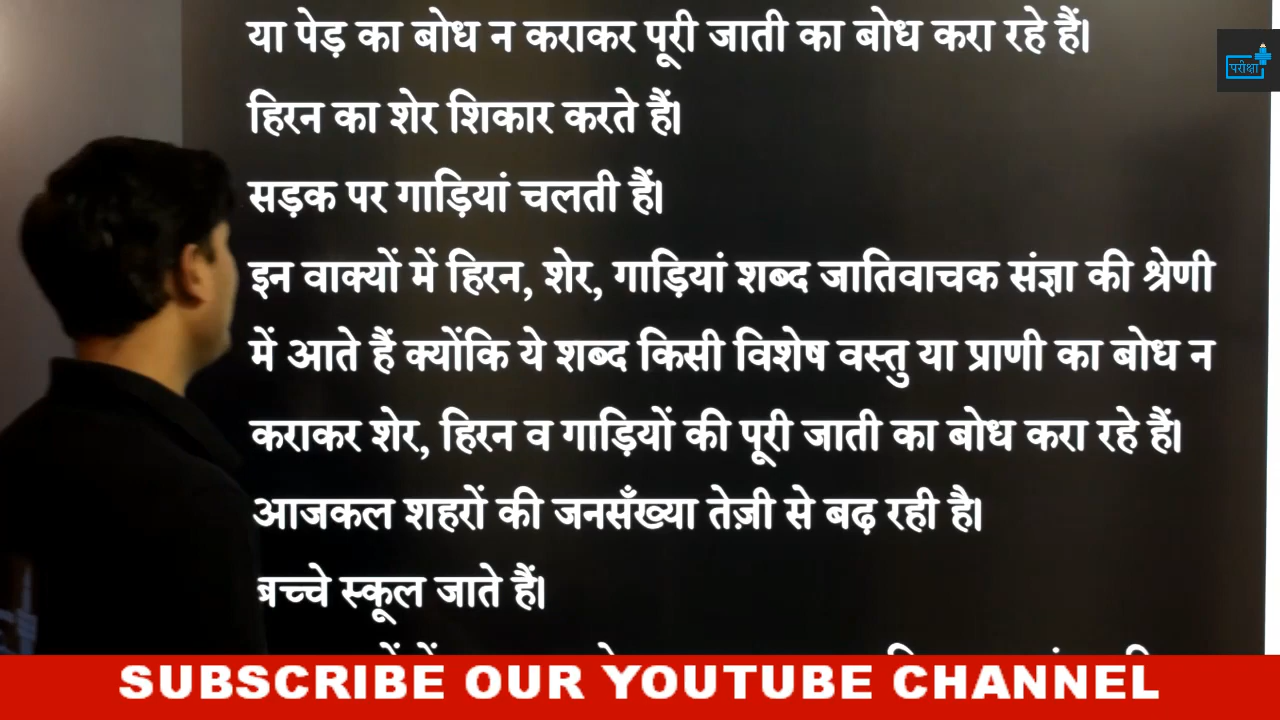 या पेड़ का बोध न कराकर पूरी जाती का बोध करा रहे हैं।
परीक्षा
हिरन का शेर शिकार करते हैं।
सड़क पर गाड़ियां चलती हैं।
इन वाक्यों में हिरन, शेर, गाड़ियां शब्द जातिवाचक संज्ञा की श्रेणी
में आते हैं क्योंकि ये शब्द किसी विशेष वस्तु या प्राणी का बोध न
कराकर शेर, हिरन व गाड़ियों की पूरी जाती का बोध करा रहे हैं।
आजकल शहरों की जनसँख्या तेज़ी से बढ़ रही है।
बच्चे स्कूल जाते हैं।
SUBSCRIBE OUR YOUTUBE CHANNEL